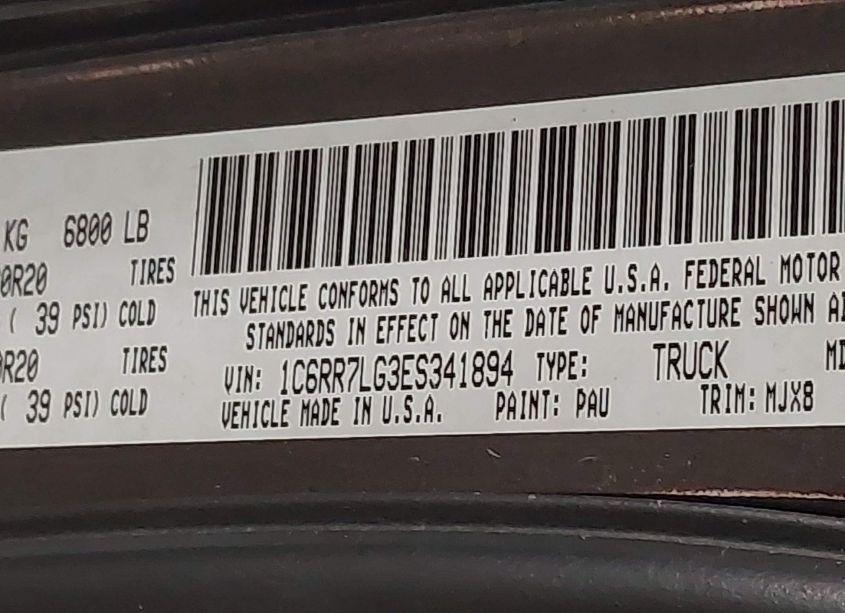 KG 6800 LB
0R20 TIRES
( 39 PSI) COLD
0R20 TIRES
( 39 PSI) COLD
THIS VEHICLE CONFORMS TO ALL APPLICABLE U.S.A. FEDERAL MOTOR
STANDARDS IN EFFECT ON THE DATE OF MANUFACTURE SHOWN
VIN: 1C6RR7LG3ES341894 TYPE: TRUCK MD
VEHICLE MADE IN U.S.A. PAINT: PAU TRIM: MJX8